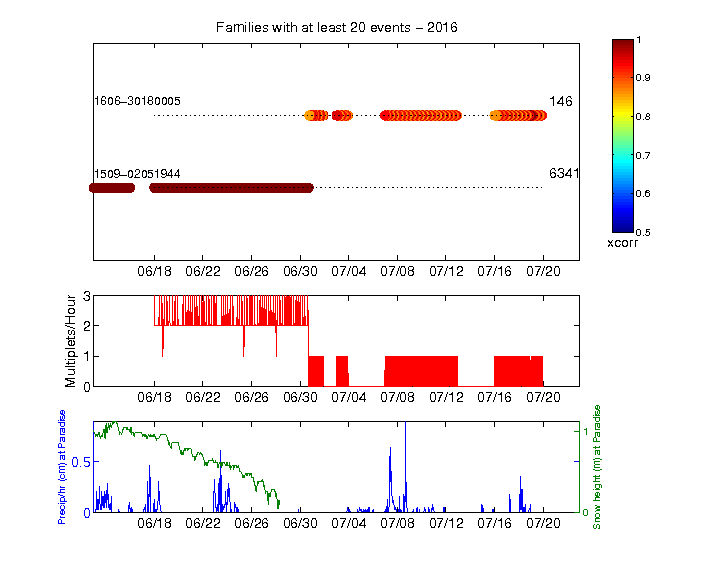 Families with at least 20 events – 2016
1606–30180005
146
1509–02051944
6341
06/18 06/22 06/26 06/30 07/04 07/08 07/12 07/16 07/20
1
0.9
0.8
0.7
0.6
0.5
xcorr
Multiplets/Hour
3
2
1
0
06/18 06/22 06/26 06/30 07/04 07/08 07/12 07/16 07/20
Precip/hr (cm) at Paradise
0.5
0
1
0
Snow height (m) at Paradise
06/18 06/22 06/26 06/30 07/04 07/08 07/12 07/16 07/20